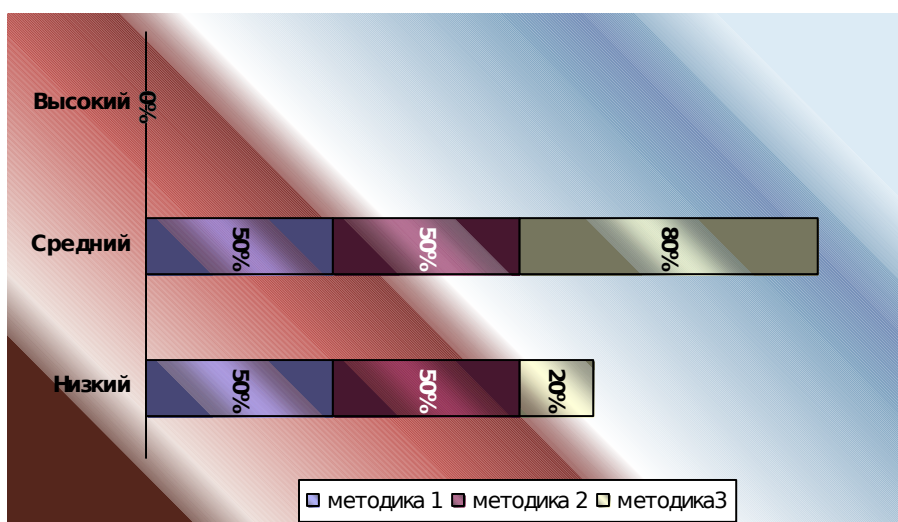 Высокий 0%
Средний 50% 50% 80%
Низкий 50% 50% 20%
методика 1 методика 2 методика3